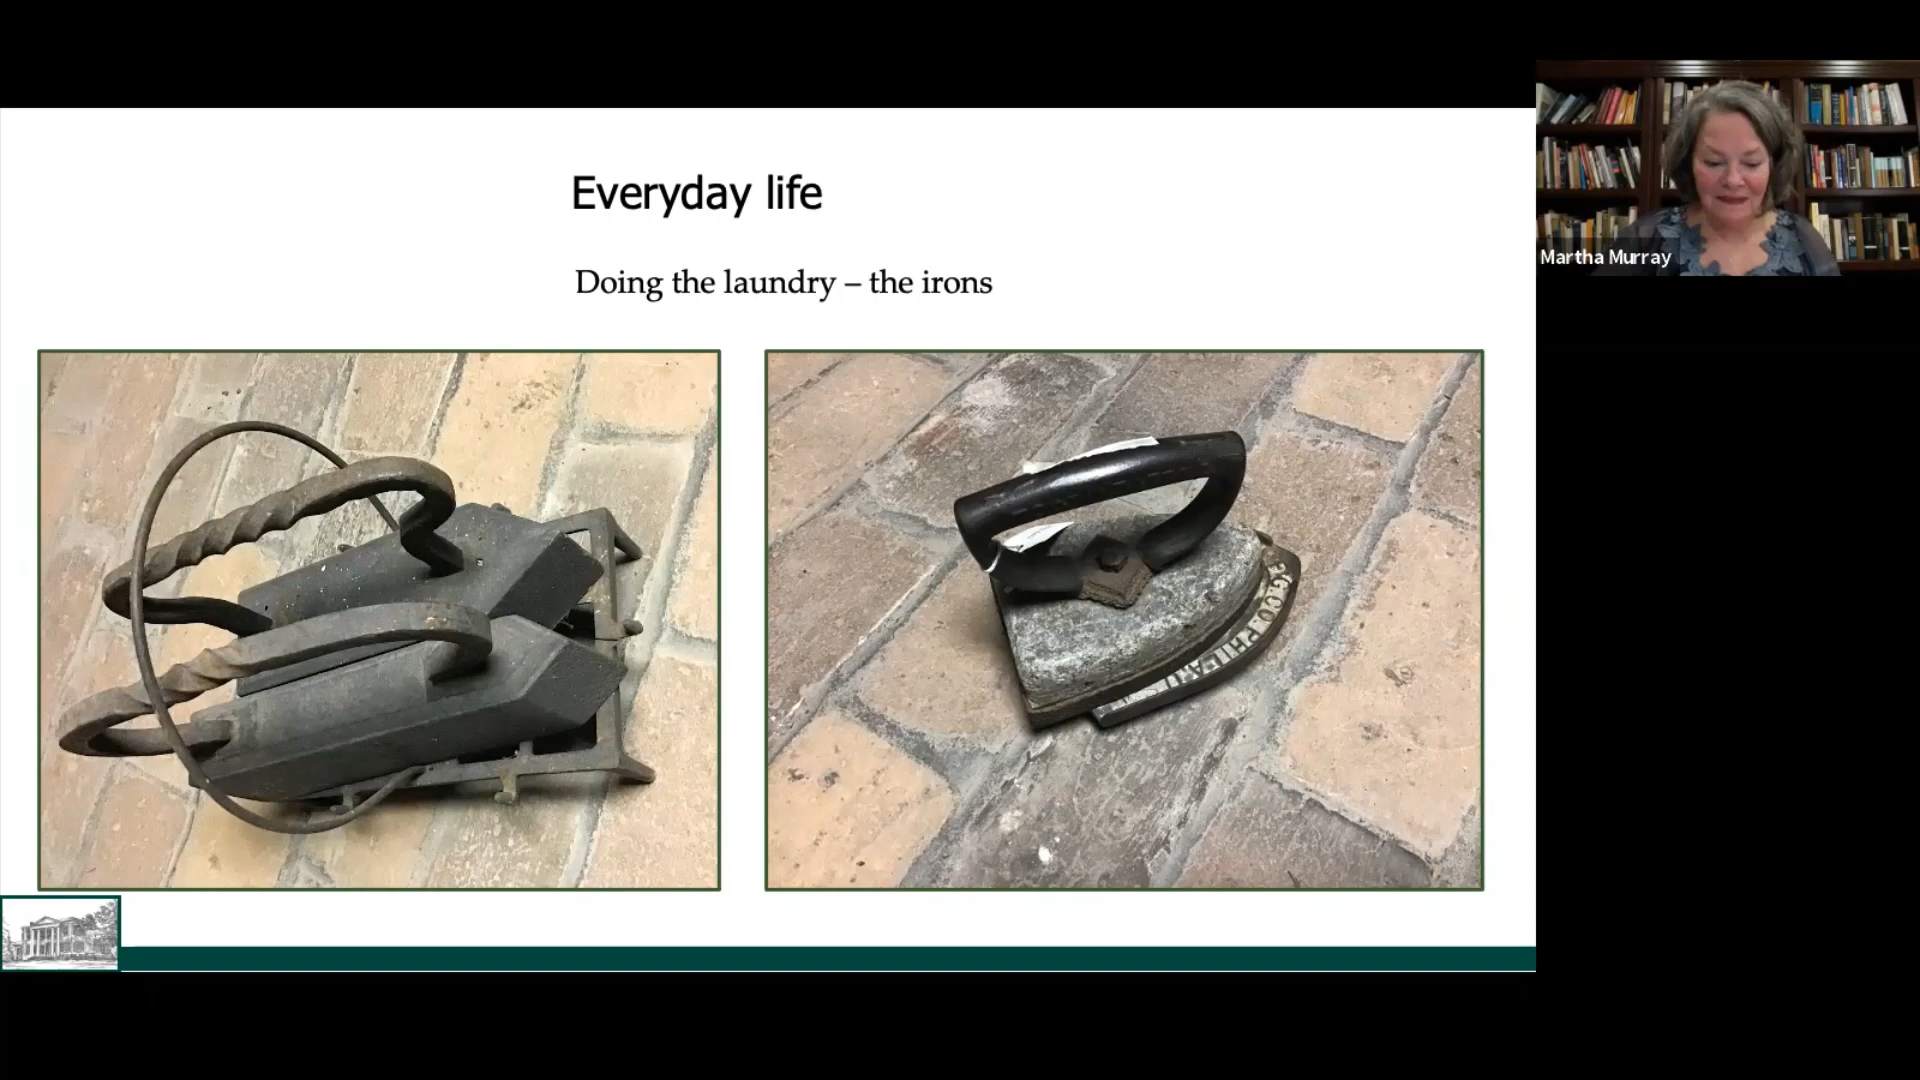 Everyday life
Doing the laundry – the irons
Martha Murray